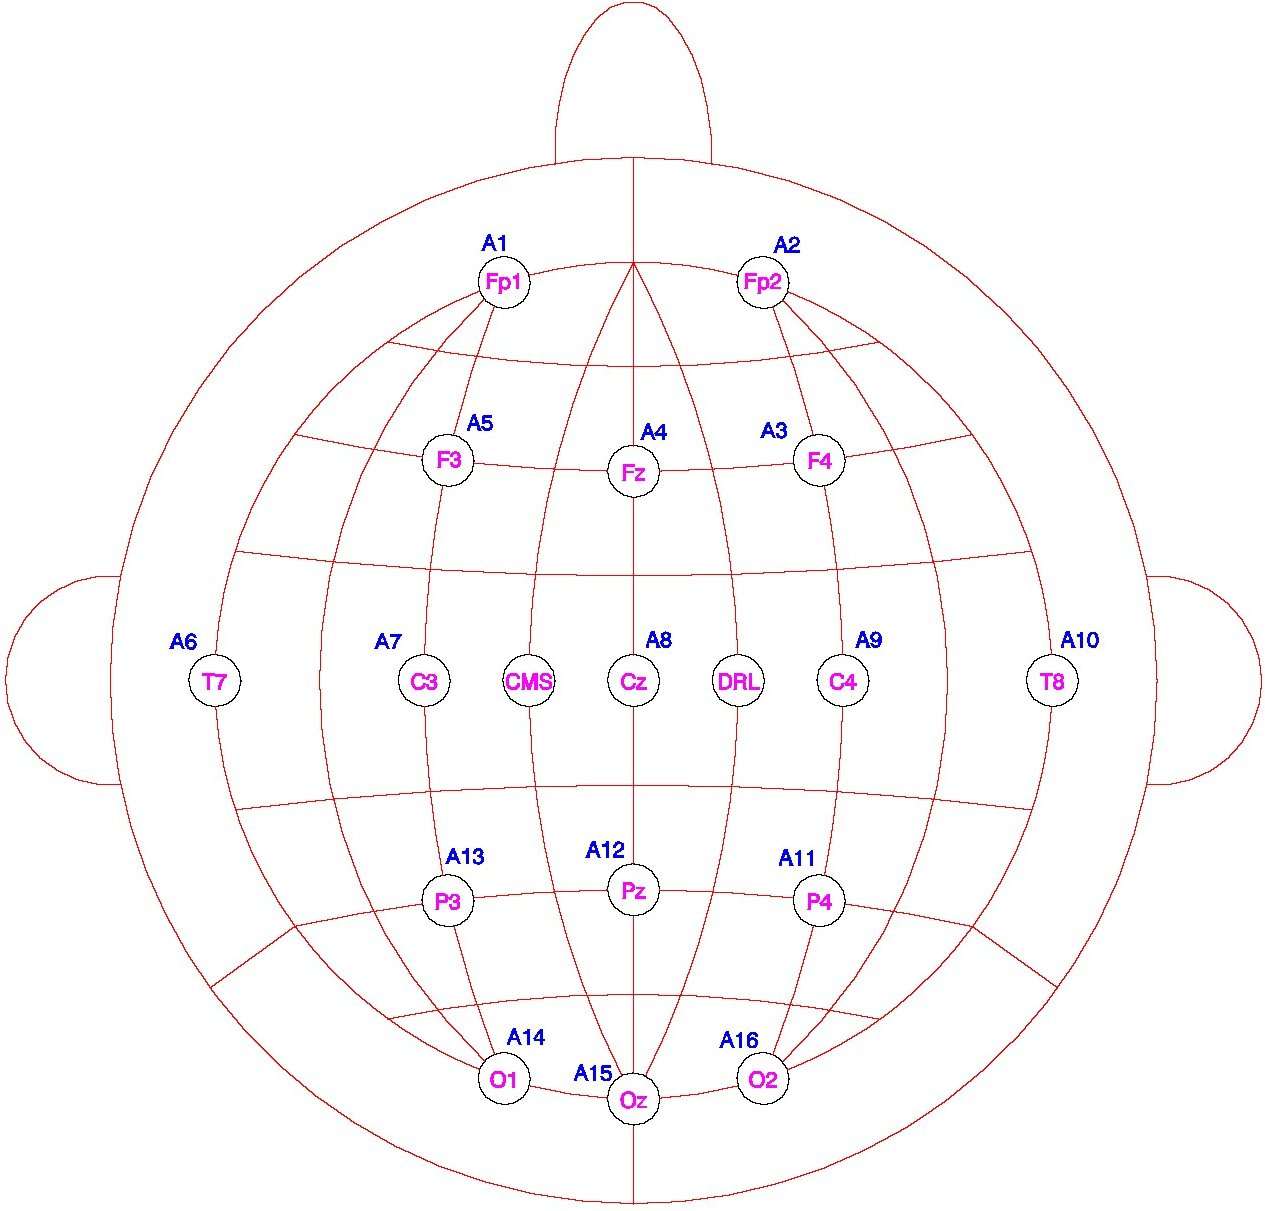 A1 A2
Fp1 Fp2
A5 A4 A3
F3 Fz F4
A6 A7 A8 A9 A10
T7 C3 CMS Cz DRL C4 T8
A13 A12 A11
P3 Pz P4
A14 A15 A16
O1 Oz O2